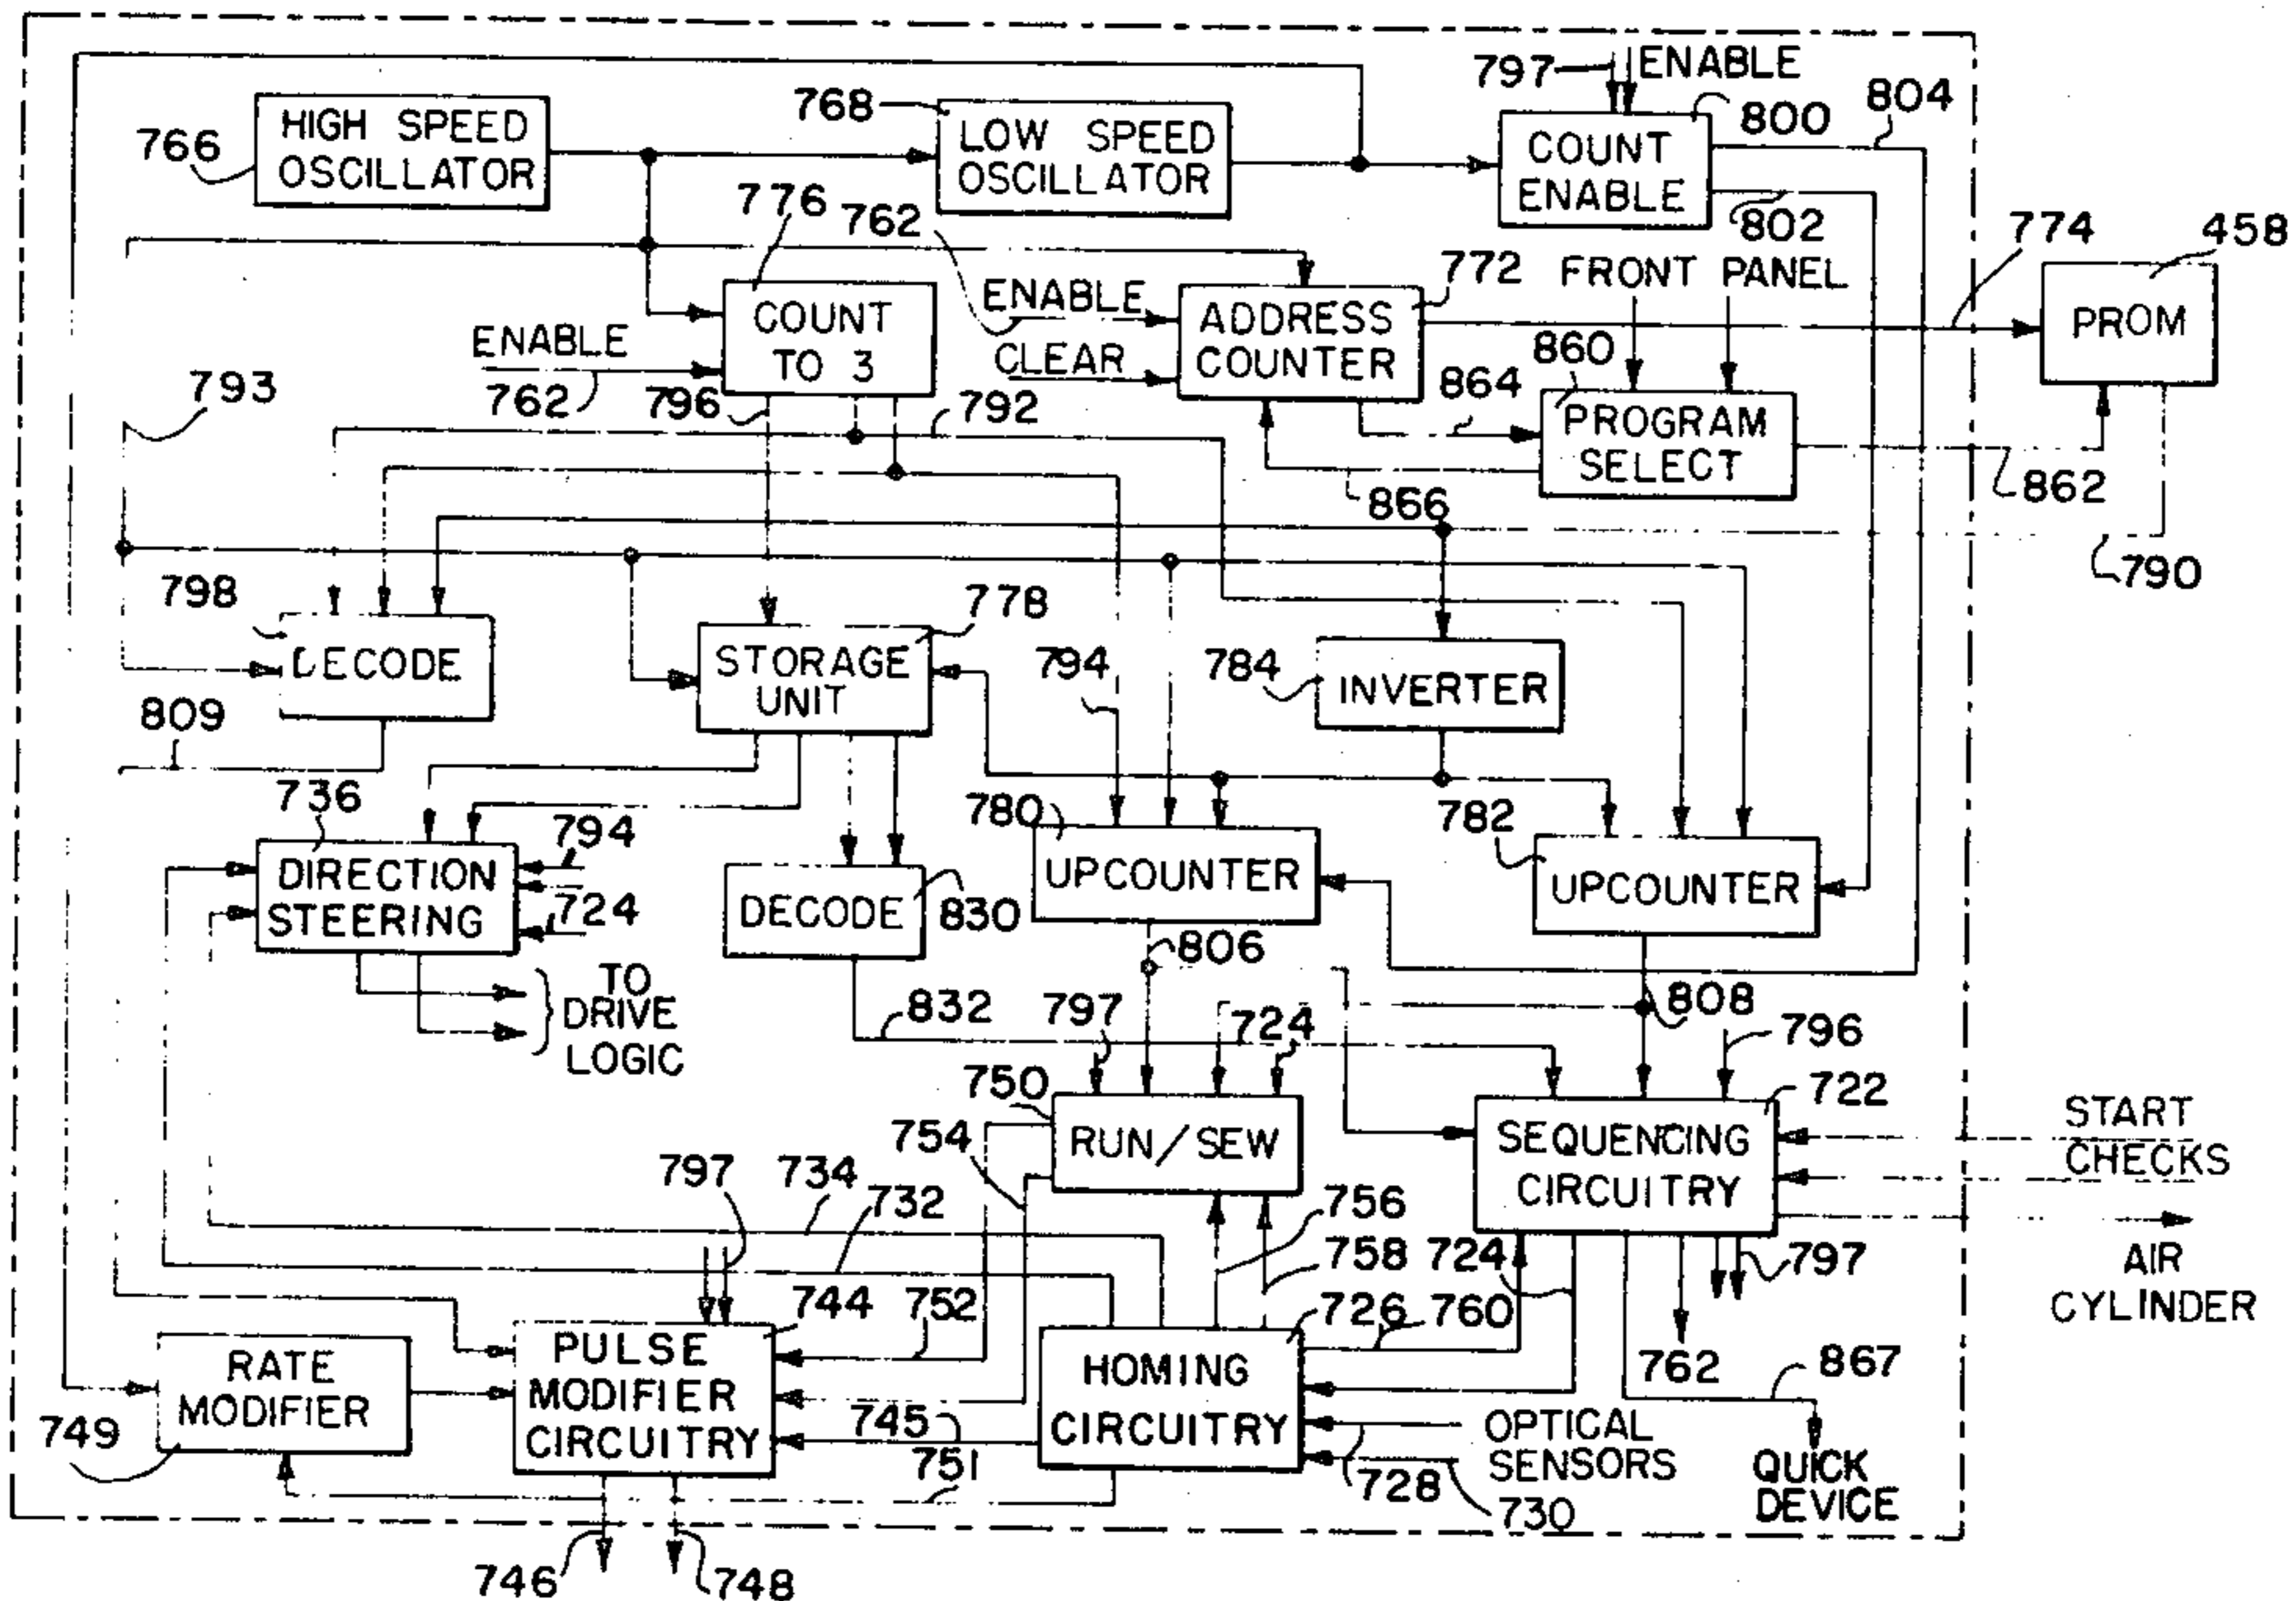 797 ENABLE
768
804
HIGH SPEED
OSCILLATOR
766
LOW SPEED
OSCILLATOR
800
COUNT
ENABLE
776
762
802
774
458
772
FRONT PANEL
COUNT
TO 3
ENABLE
ADDRESS
COUNTER
PROM
ENABLE
CLEAR
860
793
762
796
792
864
PROGRAM
SELECT
866
862
790
798
778
DECODE
STORAGE
UNIT
794
784
INVERTER
809
736
780
782
794
DIRECTION
STEERING
724
DECODE
830
UPCOUNTER
UPCOUNTER
806
TO
DRIVE
LOGIC
832
797
724
808
796
750
722
START
CHECKS
754
RUN/SEW
SEQUENCING
CIRCUITRY
797
734
732
756
758
724
797
AIR
CYLINDER
744
752
726
760
762
867
RATE
MODIFIER
PULSE
MODIFIER
CIRCUITRY
HOMING
CIRCUITRY
749
745
751
OPTICAL
SENSORS
728
730
QUICK
DEVICE
746
748